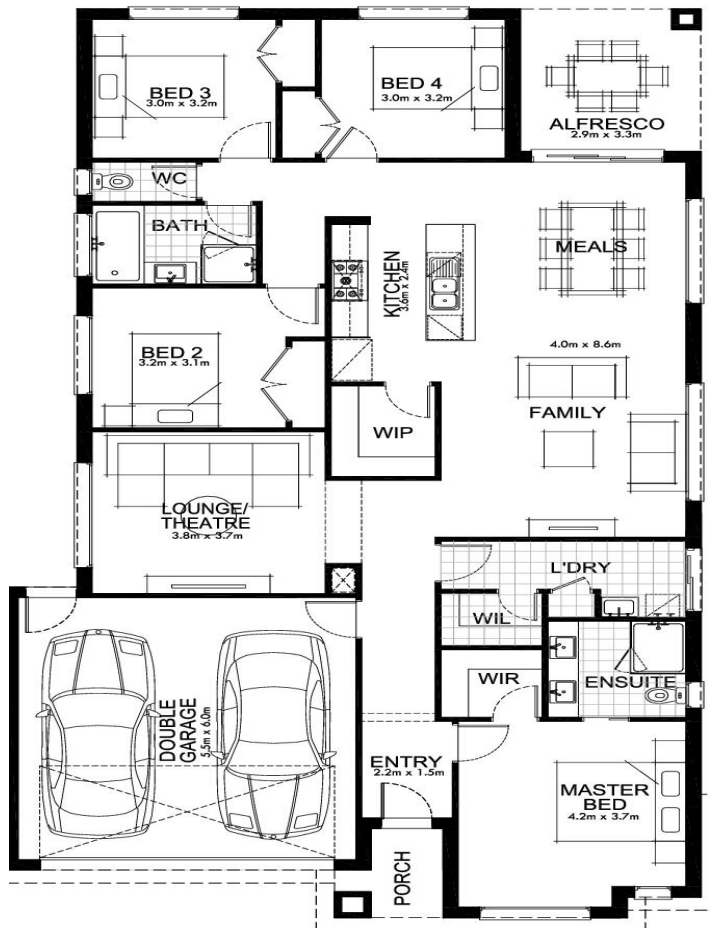 BED 3
3.0m x 3.2m
BED 4
3.0m x 3.2m
ALFRESCO
2.9m x 3.3m
WC
BATH
KITCHEN
3.6m x 2.4m
MEALS
4.0m x 8.6m
BED 2
3.2m x 3.1m
FAMILY
WIP
LOUNGE/
THEATRE
3.8m x 3.7m
L'DRY
WIL
WIR
ENSUITE
DOUBLE
GARAGE
5.5m x 6.0m
ENTRY
2.2m x 1.5m
MASTER
BED
4.2m x 3.7m
PORCH